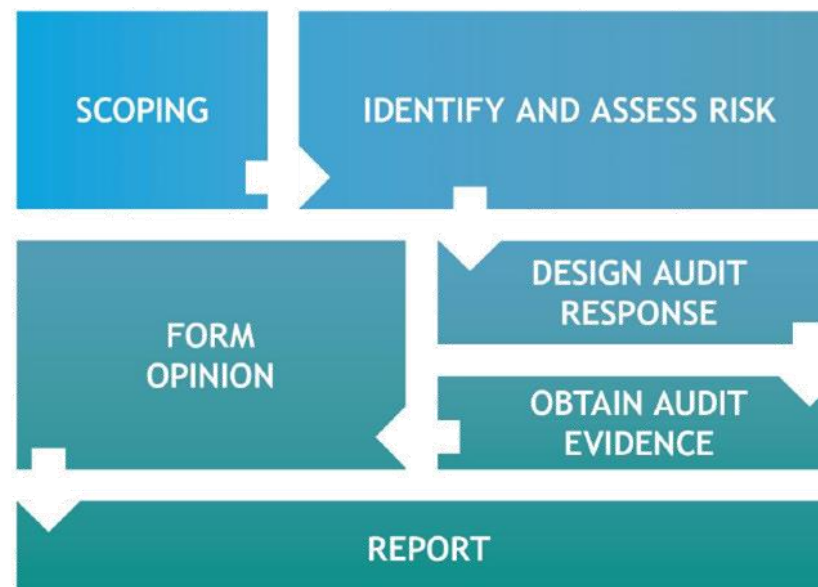 SCOPING
IDENTIFY AND ASSESS RISK
DESIGN AUDIT
RESPONSE
OBTAIN AUDIT
EVIDENCE
FORM
OPINION
REPORT